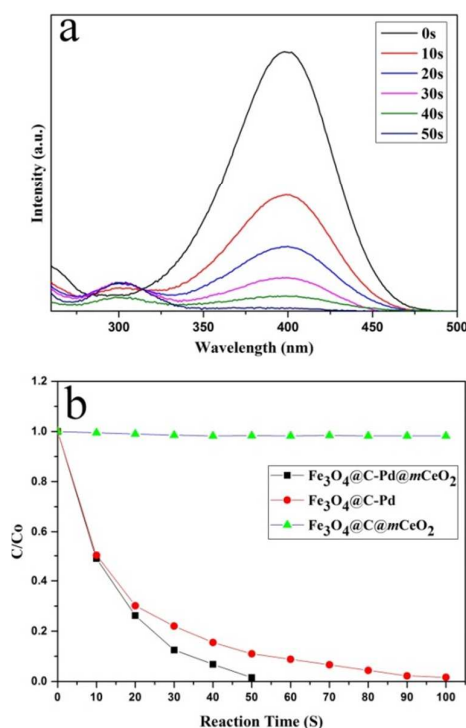 a
0s
10s
20s
30s
40s
50s
Intensity (a.u.)
300 350 400 450 500
Wavelength (nm)
b
1.2
1.0
0.8
0.6
0.4
0.2
0.0
C/Co
Fe3O4@C-Pd@mCeO2
Fe3O4@C-Pd
Fe3O4@C@mCeO2
0 10 20 30 40 50 60 70 80 90 100
Reaction Time (S)